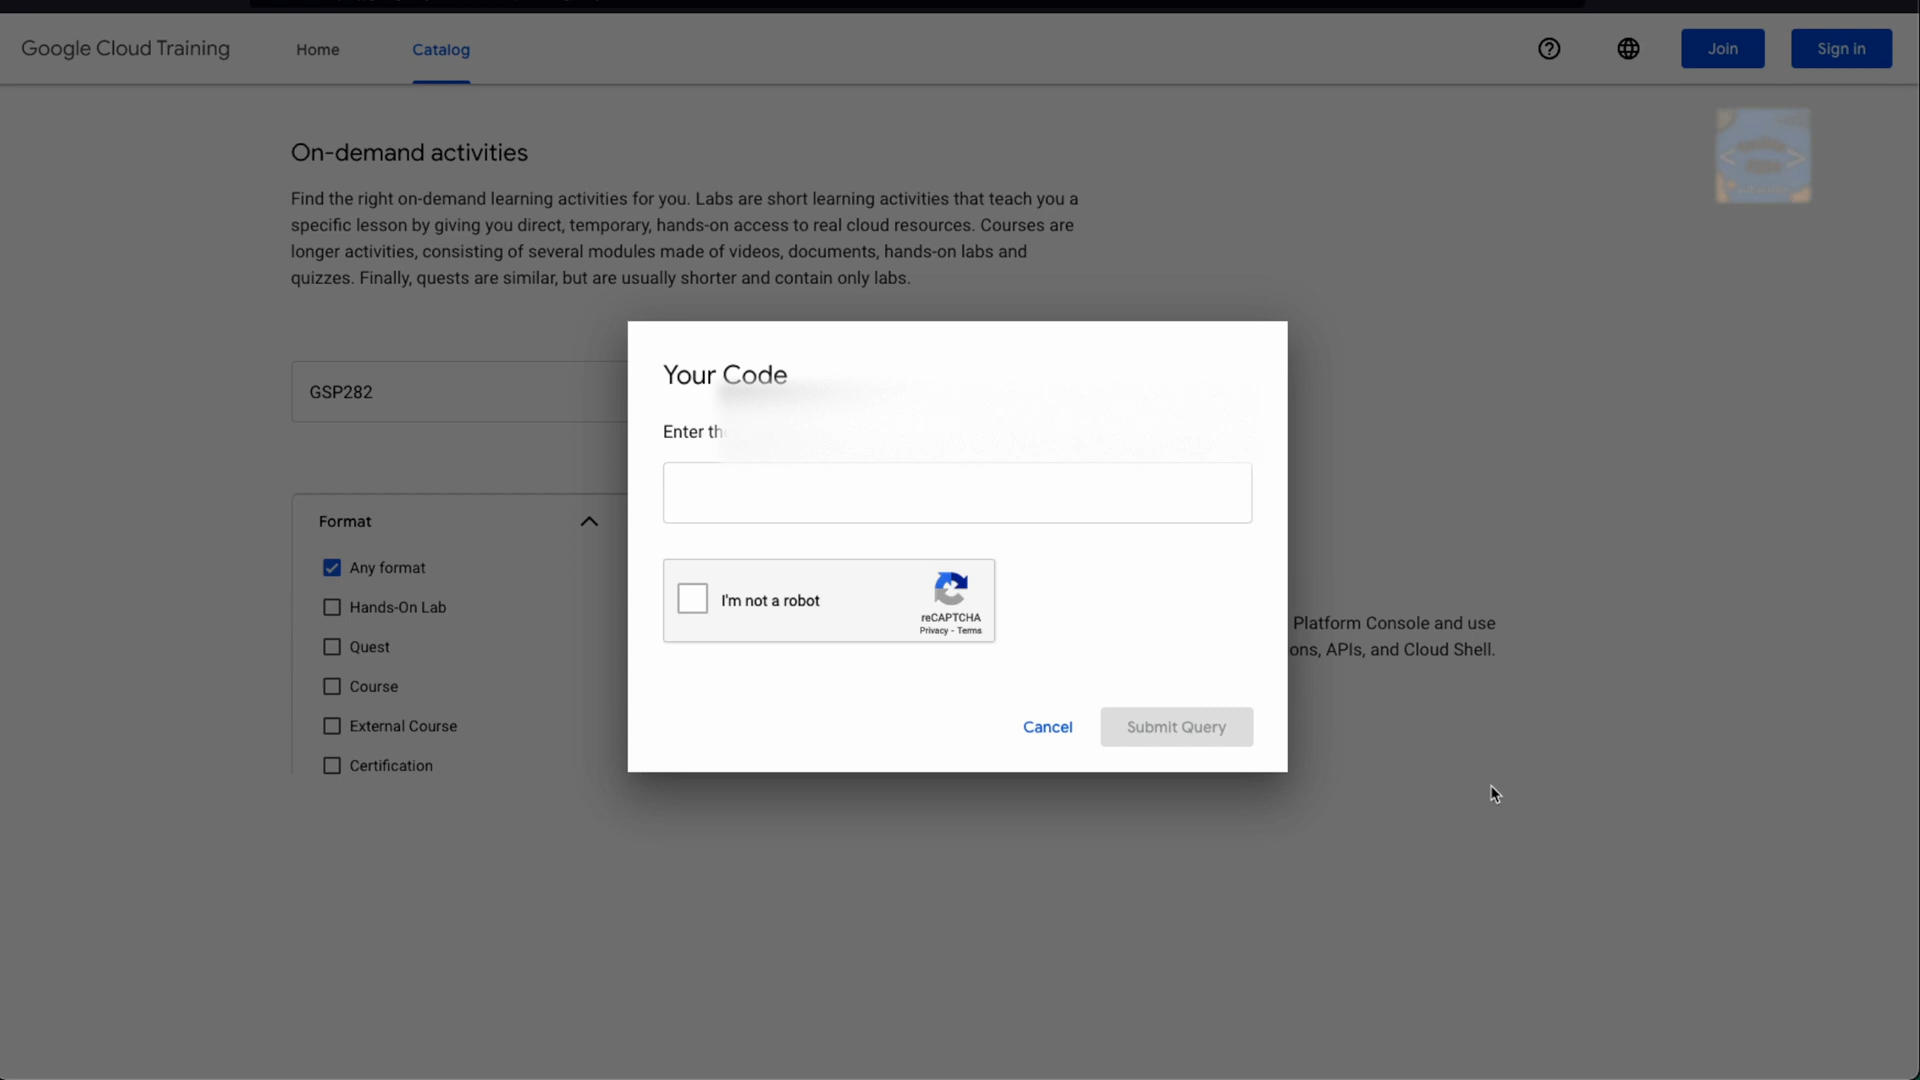 Google Cloud Training
Home
Catalog
Join
Sign in
On-demand activities
Find the right on-demand learning activities for you. Labs are short learning activities that teach you a
specific lesson by giving you direct, temporary, hands-on access to real cloud resources. Courses are
longer activities, consisting of several modules made of videos, documents, hands-on labs and
quizzes. Finally, quests are similar, but are usually shorter and contain only labs.
GSP282
Format
Any format
Hands-On Lab
Quest
Course
External Course
Certification
Your Code
Enter
I'm not a robot
reCAPTCHA
Privacy - Terms
Cancel
Submit Query
Platform Console and use
ons, APIs, and Cloud Shell.